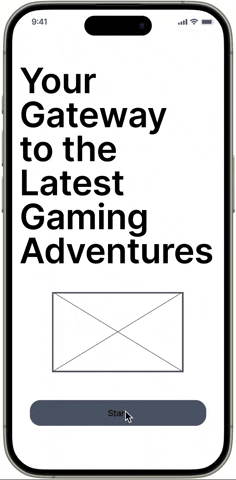 9:41
Your
Gateway
to the
Latest
Gaming
Adventures